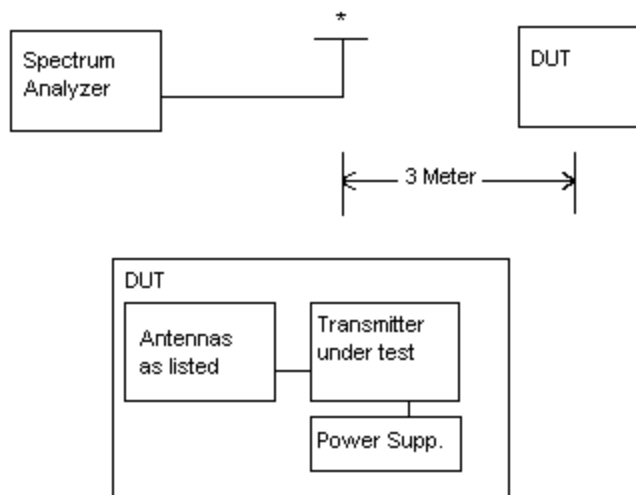 *
Spectrum
Analyzer
DUT
3 Meter
DUT
Antennas
as listed
Transmitter
under test
Power Supp.